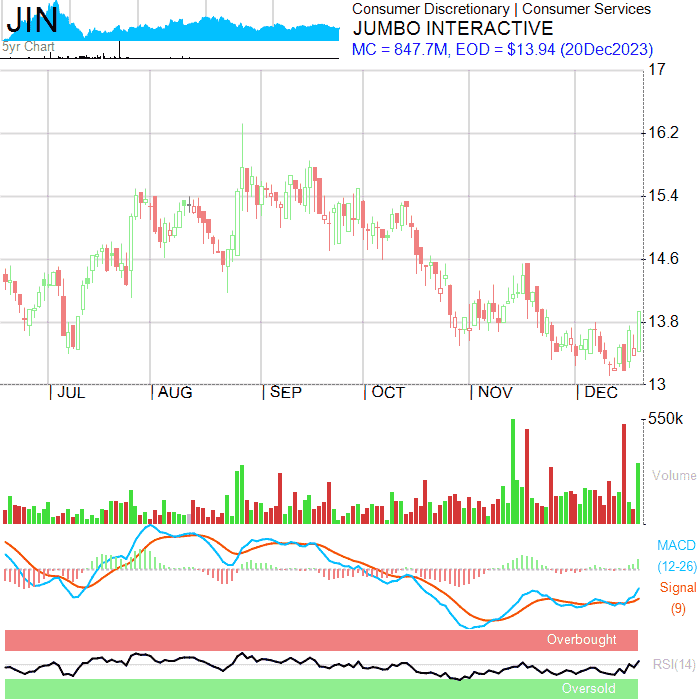 JIN
5yr Chart
Consumer Discretionary | Consumer Services
JUMBO INTERACTIVE
MC = 847.7M, EOD = $13.94 (20Dec2023)
17
16.2
15.4
14.6
13.8
13
JUL
AUG
SEP
OCT
NOV
DEC
550k
Volume
MACD
(12-26)
Signal
(9)
Overbought
RSI(14)
Oversold